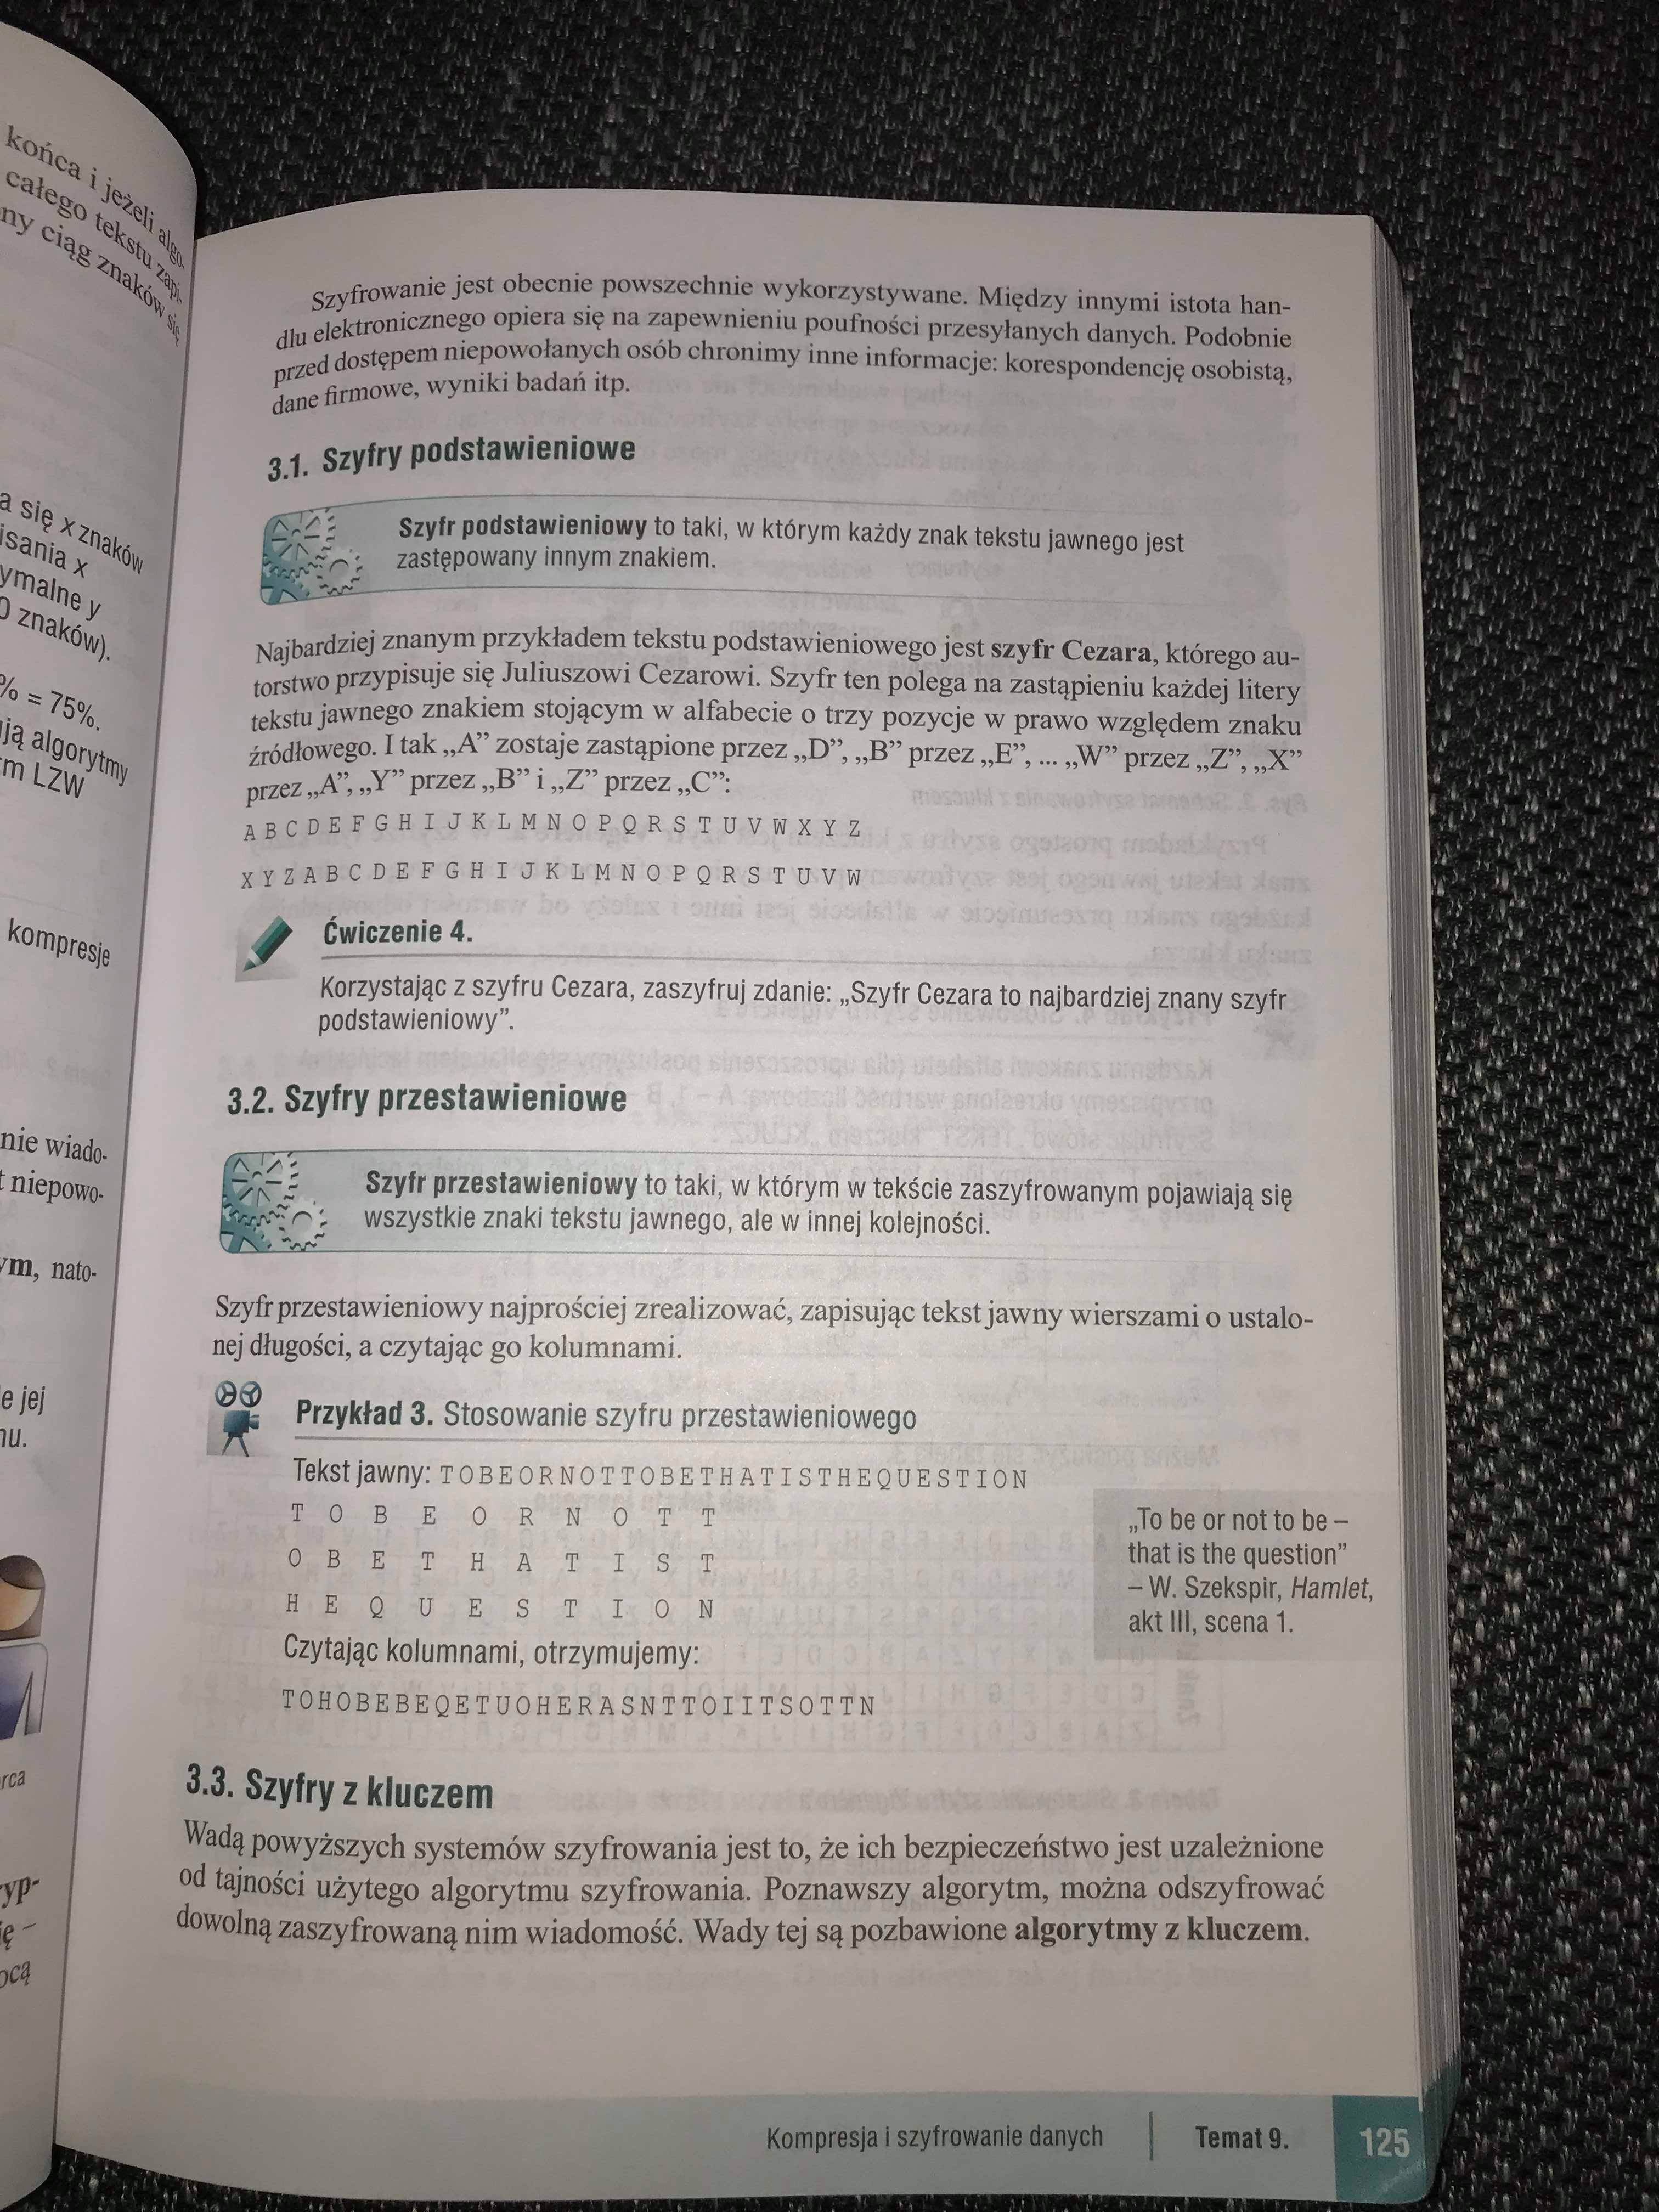 końca i jeżeli algo-
całego tekstu zapi-
ny ciąg znaków się
a się x znaków
isania x
ymalne y
0 znaków).
% = 75%.
ją algorytmy
m LZW
kompresje
nie wiado-
t niepowo-
ym, nato-
e jej
nu.
rca
yp-
ę –
ocą
Szyfrowanie jest obecnie powszechnie wykorzystywane. Między innymi istota han-
dlu elektronicznego opiera się na zapewnieniu poufności przesyłanych danych. Podobnie
przed dostępem niepowołanych osób chronimy inne informacje: korespondencję osobistą,
dane firmowe, wyniki badań itp.
3.1. Szyfry podstawieniowe
Szyfr podstawieniowy to taki, w którym każdy znak tekstu jawnego jest
zastępowany innym znakiem.
Najbardziej znanym przykładem tekstu podstawieniowego jest szyfr Cezara, którego au-
torstwo przypisuje się Juliuszowi Cezarowi. Szyfr ten polega na zastąpieniu każdej litery
tekstu jawnego znakiem stojącym w alfabecie o trzy pozycje w prawo względem znaku
źródłowego. I tak „A” zostaje zastąpione przez „D”, „B” przez „E”, ... „W” przez „Z”, „X”
przez „A”, „Y” przez „B” i „Z” przez „C”:
A B C D E F G H I J K L M N O P Q R S T U V W X Y Z
X Y Z A B C D E F G H I J K L M N O P Q R S T U V W
Ćwiczenie 4.
Korzystając z szyfru Cezara, zaszyfruj zdanie: „Szyfr Cezara to najbardziej znany szyfr
podstawieniowy”.
3.2. Szyfry przestawieniowe
Szyfr przestawieniowy to taki, w którym w tekście zaszyfrowanym pojawiają się
wszystkie znaki tekstu jawnego, ale w innej kolejności.
Szyfr przestawieniowy najprościej zrealizować, zapisując tekst jawny wierszami o ustalo-
nej długości, a czytając go kolumnami.
Przykład 3. Stosowanie szyfru przestawieniowego
Tekst jawny: TOBEORNOTTOBETHATISTHEQUESTION
T O B E O R N O T T
O B E T H A T I S T
H E Q U E S T I O N
Czytając kolumnami, otrzymujemy:
TOHOBEBEQETUOHERASNTTOIITSOTTN
„To be or not to be –
that is the question”
– W. Szekspir, Hamlet,
akt III, scena 1.
3.3. Szyfry z kluczem
Wadą powyższych systemów szyfrowania jest to, że ich bezpieczeństwo jest uzależnione
od tajności użytego algorytmu szyfrowania. Poznawszy algorytm, można odszyfrować
dowolną zaszyfrowaną nim wiadomość. Wady tej są pozbawione algorytmy z kluczem.
Kompresja i szyfrowanie danych | Temat 9. 125